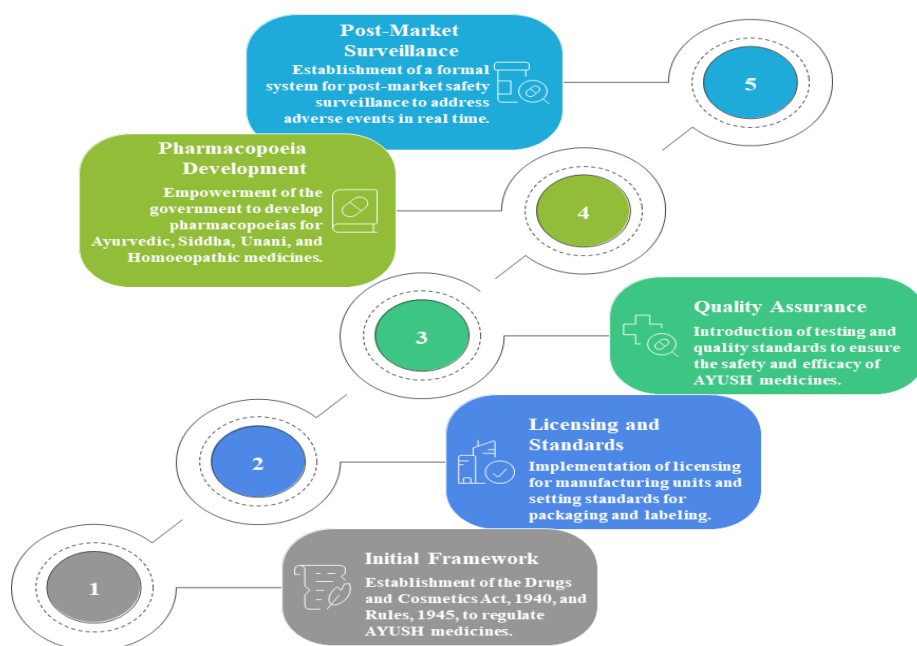 Post-Market
Surveillance
Establishment of a formal
system for post-market safety
surveillance to address
adverse events in real time.
5
Pharmacopoeia
Development
Empowerment of the
government to develop
pharmacopoeias for
Ayurvedic, Siddha, Unani, and
Homoeopathic medicines.
4
3
Quality Assurance
Introduction of testing and
quality standards to ensure
the safety and efficacy of
AYUSH medicines.
2
Licensing and
Standards
Implementation of licensing
for manufacturing units and
setting standards for
packaging and labeling.
1
Initial Framework
Establishment of the Drugs
and Cosmetics Act, 1940, and
Rules, 1945, to regulate
AYUSH medicines.